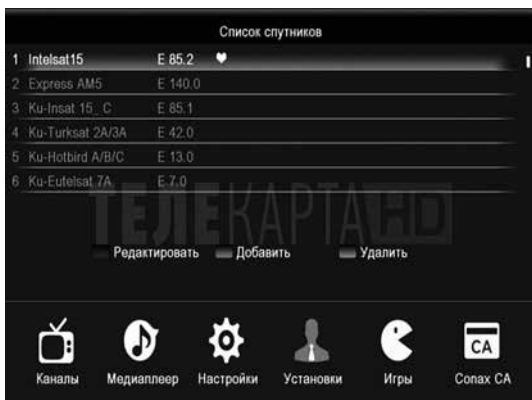 Список спутников
1 Intelsat15 E 85.2
2 Express AM5 E 140.0
3 Ku-Insat 15_ C E 85.1
4 Ku-Turksat 2A/3A E 42.0
5 Ku-Hotbird A/B/C E 13.0
6 Ku-Eutelsat 7A E 7.0
ТЕЛЕКАРТА HD
Редактировать Добавить Удалить
CA
Каналы Медиаплеер Настройки Установки Игры Conax CA